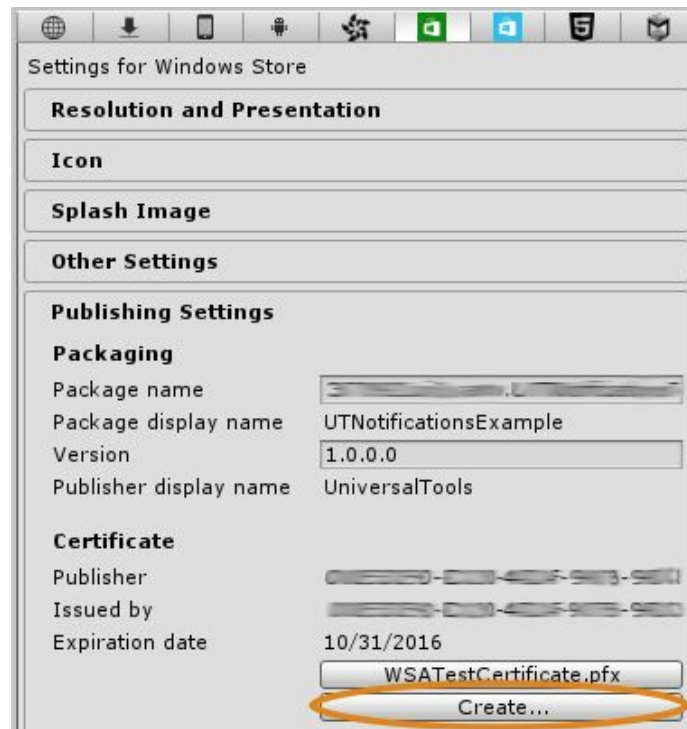 Settings for Windows Store
Resolution and Presentation
Icon
Splash Image
Other Settings
Publishing Settings
Packaging
Package name
Package display name UTNotificationsExample
Version 1.0.0.0
Publisher display name UniversalTools
Certificate
Publisher
Issued by
Expiration date 10/31/2016
WSATestCertificate.pfx
Create...